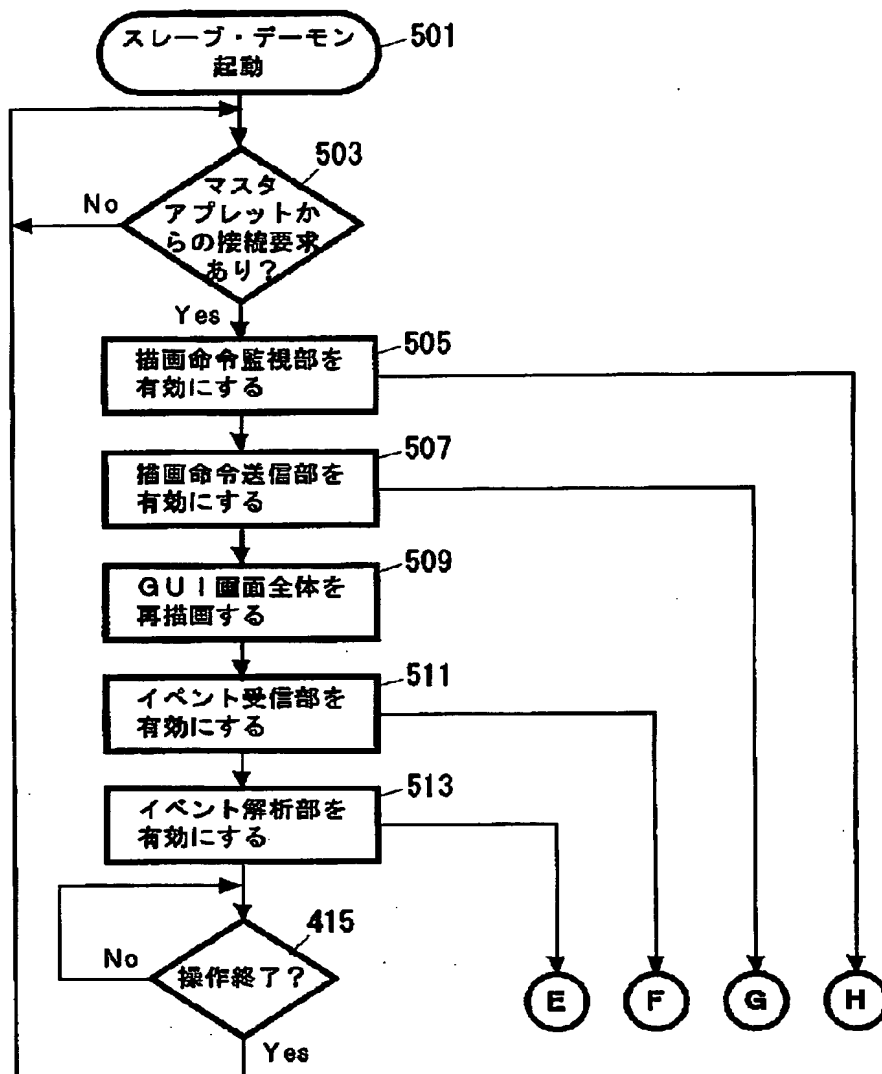 スレーブ・デーモン
起動
501
503
マスタ
アプレットか
らの接続要求
あり？
No
Yes
描画命令監視部を
有効にする
505
描画命令送信部を
有効にする
507
GUI画面全体を
再描画する
509
イベント受信部を
有効にする
511
イベント解析部を
有効にする
513
415
操作終了？
No
Yes
E
F
G
H